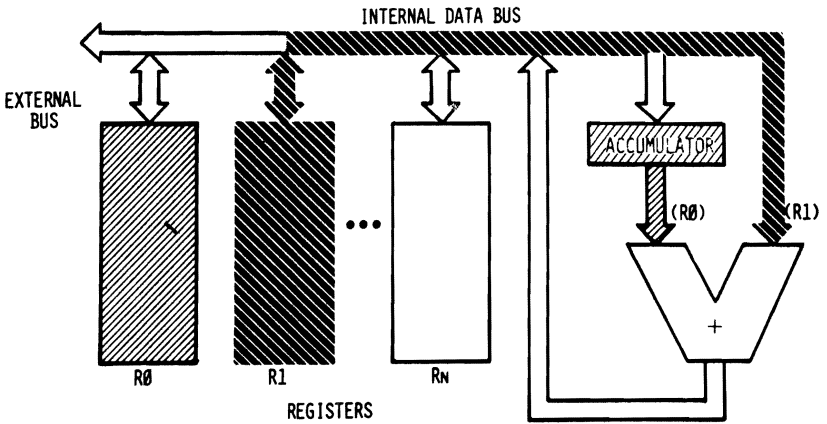 INTERNAL DATA BUS
EXTERNAL
BUS
ACCUMULATOR
(RØ)
(R1)
+
RØ
R1
RN
REGISTERS